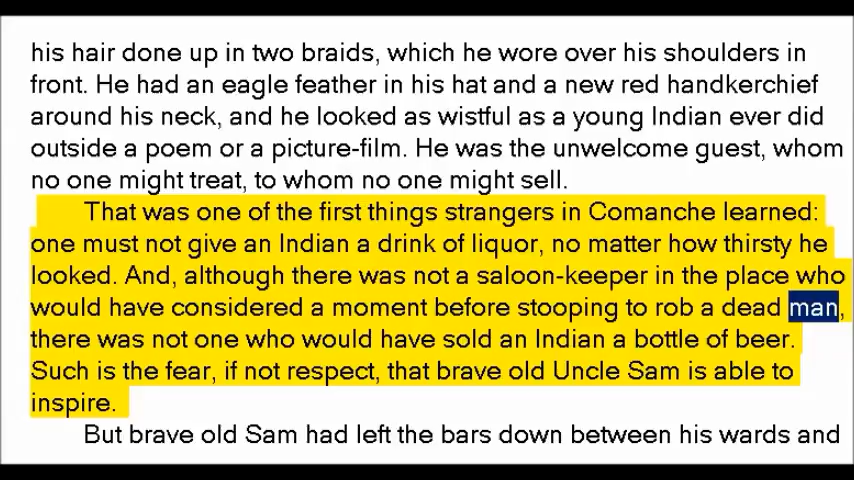 his hair done up in two braids, which he wore over his shoulders in
front. He had an eagle feather in his hat and a new red handkerchief
around his neck, and he looked as wistful as a young Indian ever did
outside a poem or a picture-film. He was the unwelcome guest, whom
no one might treat, to whom no one might sell.
That was one of the first things strangers in Comanche learned:
one must not give an Indian a drink of liquor, no matter how thirsty he
looked. And, although there was not a saloon-keeper in the place who
would have considered a moment before stooping to rob a dead man,
there was not one who would have sold an Indian a bottle of beer.
Such is the fear, if not respect, that brave old Uncle Sam is able to
inspire.
But brave old Sam had left the bars down between his wards and